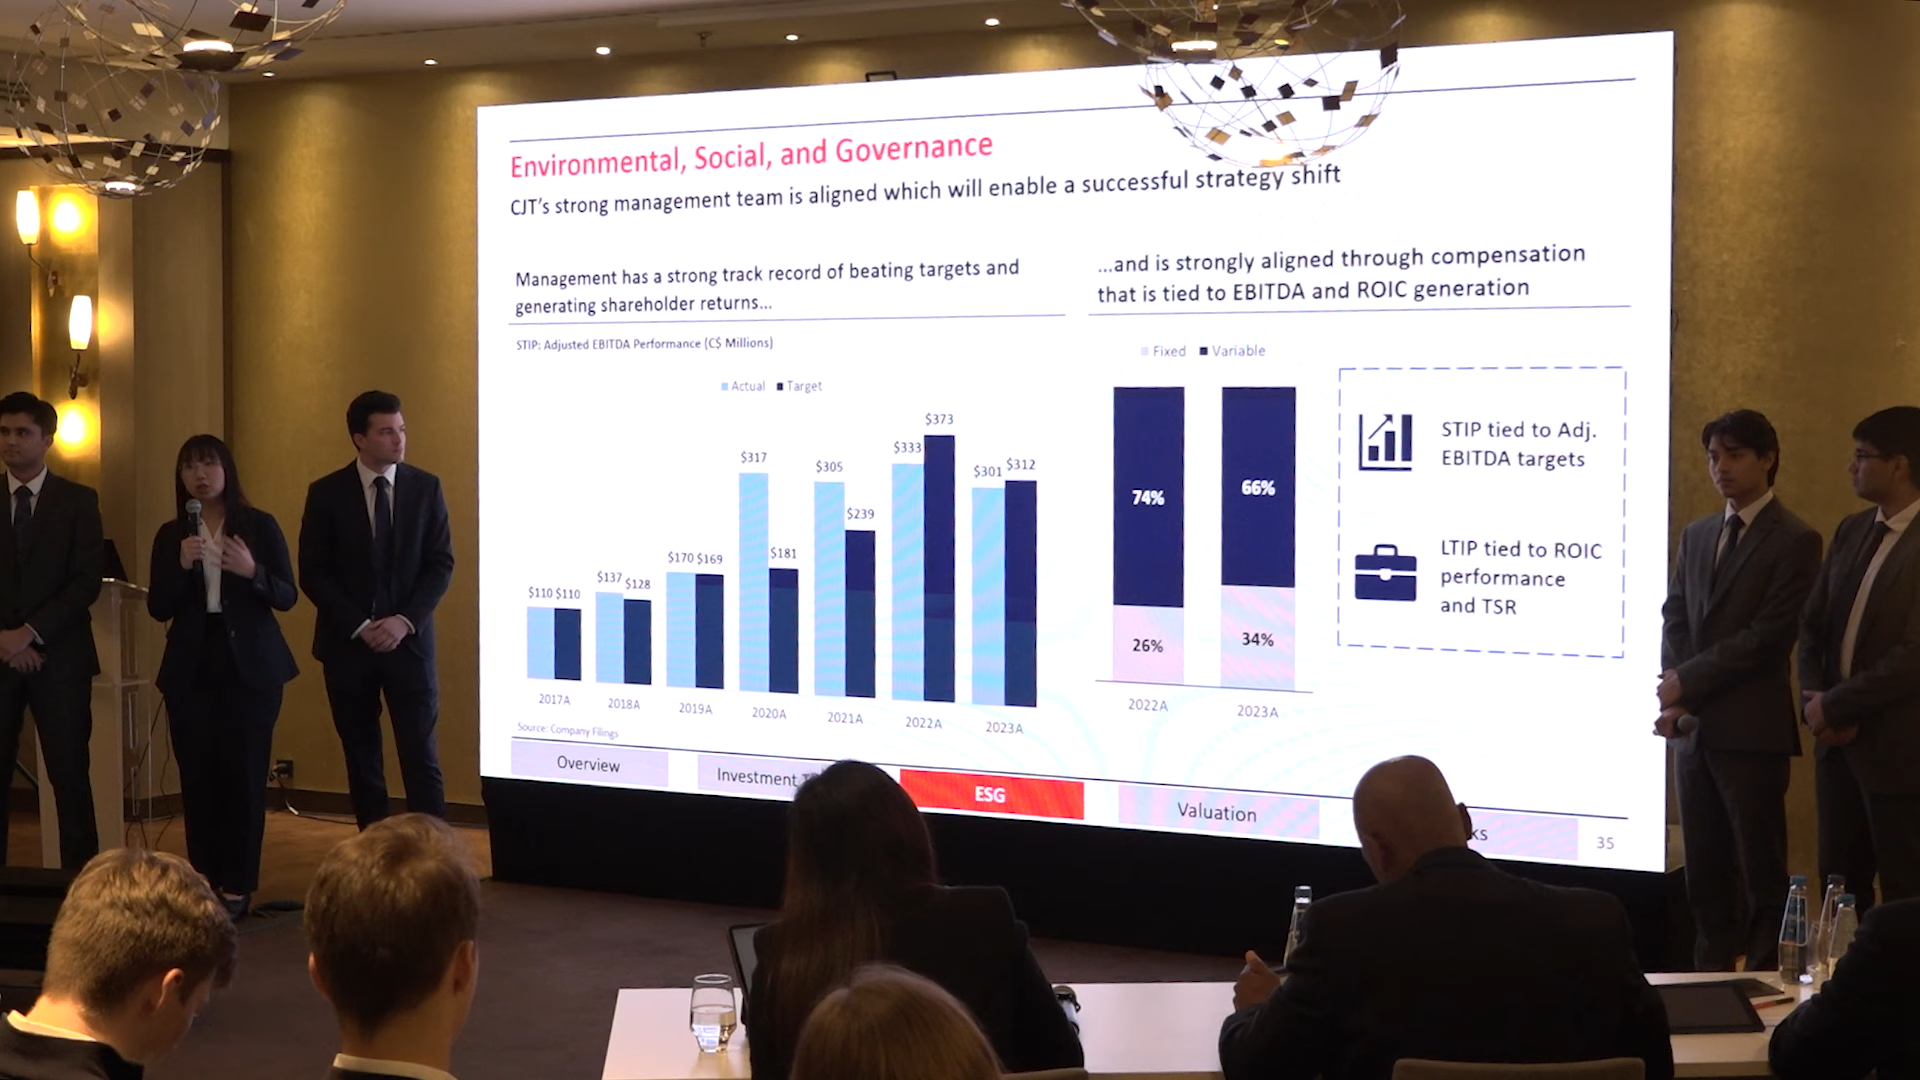 Environmental, Social, and Governance
CJT's strong management team is aligned which will enable a successful strategy shift
Management has a strong track record of beating targets and
generating shareholder returns...
STIP: Adjusted EBITDA Performance (C$ Millions)
Actual Target
$110 $110
$137 $128
$170 $169
$317 $181
$305 $239
$333 $373
$301 $312
2017A 2018A 2019A 2020A 2021A 2022A 2023A
Source: Company Filings
...and is strongly aligned through compensation
that is tied to EBITDA and ROIC generation
Fixed Variable
74% 66%
26% 34%
2022A 2023A
STIP tied to Adj.
EBITDA targets
LTIP tied to ROIC
performance
and TSR
Overview Investment ESG Valuation 35